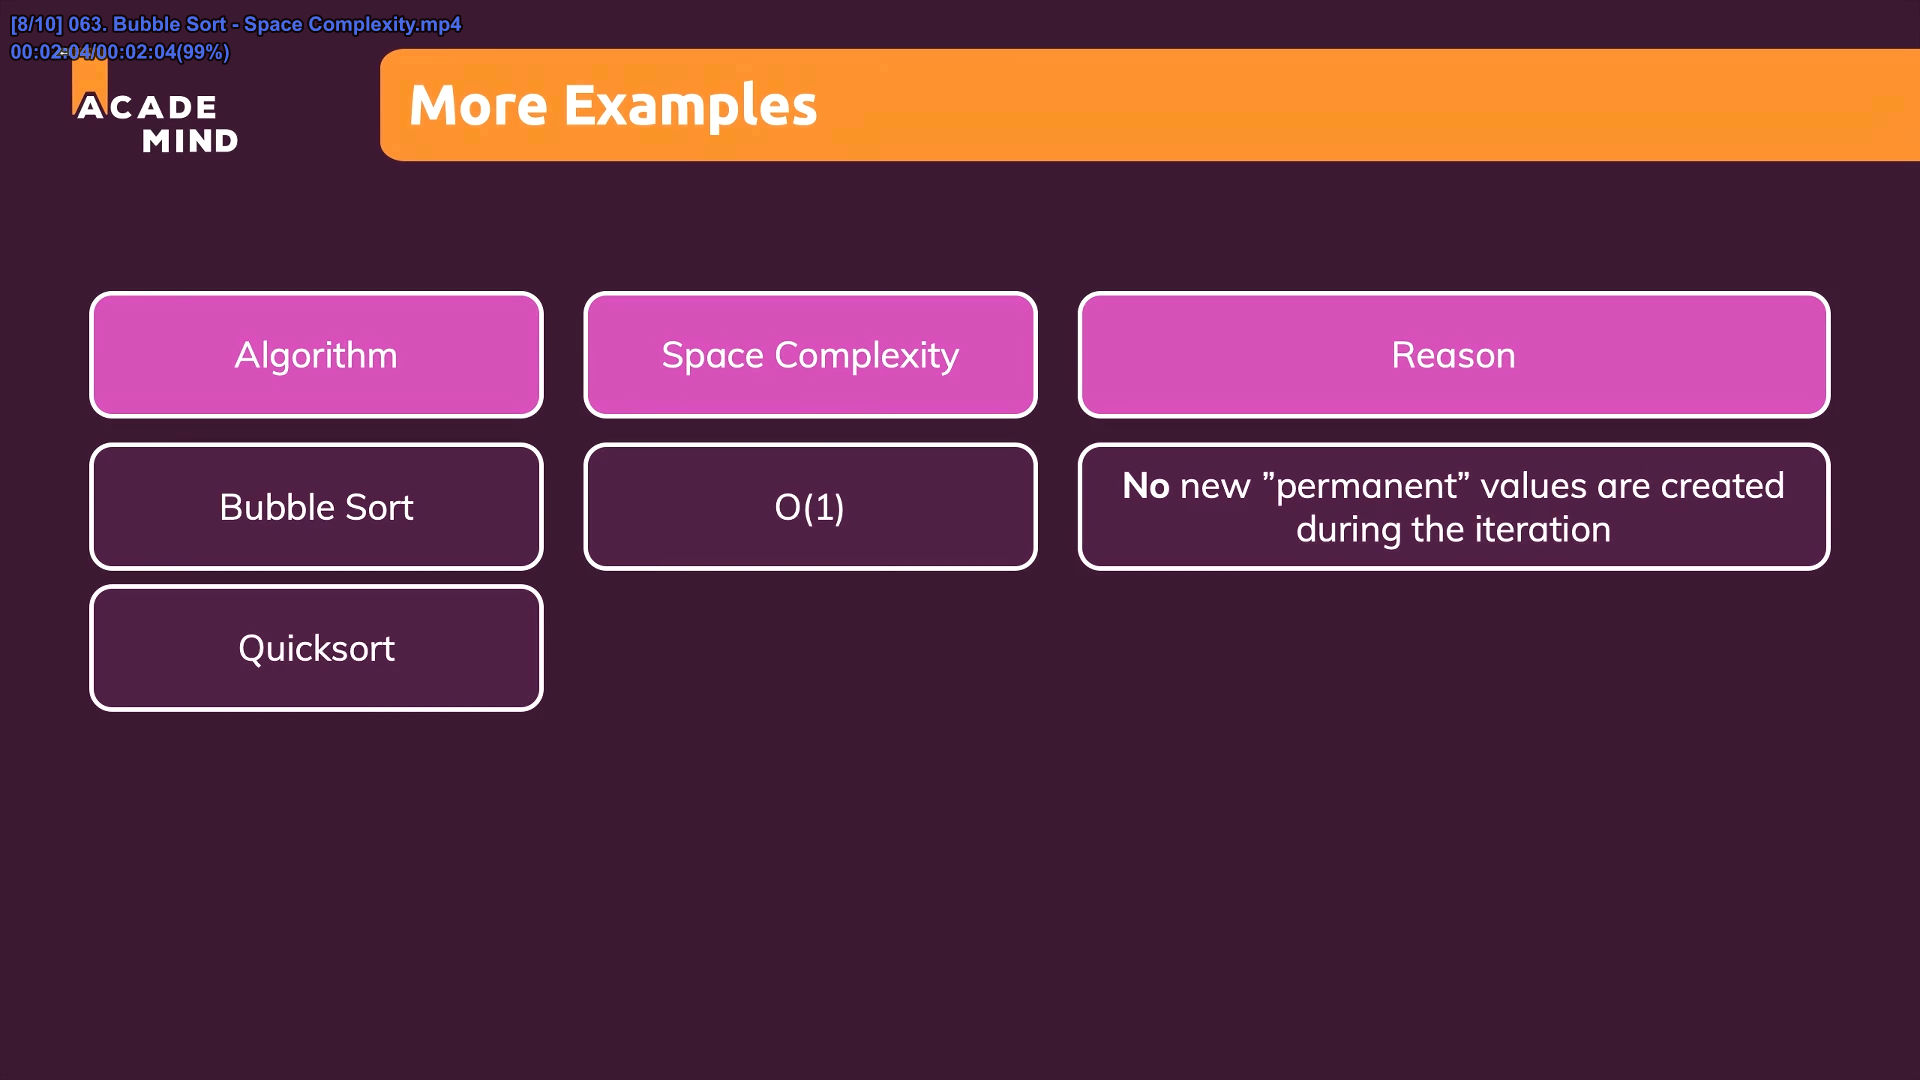 [8/10] 063. Bubble Sort - Space Complexity.mp4
00:02:04/00:02:04(99%)
ACADE
MIND
More Examples
Algorithm
Space Complexity
Reason
Bubble Sort
O(1)
No new ”permanent” values are created
during the iteration
Quicksort